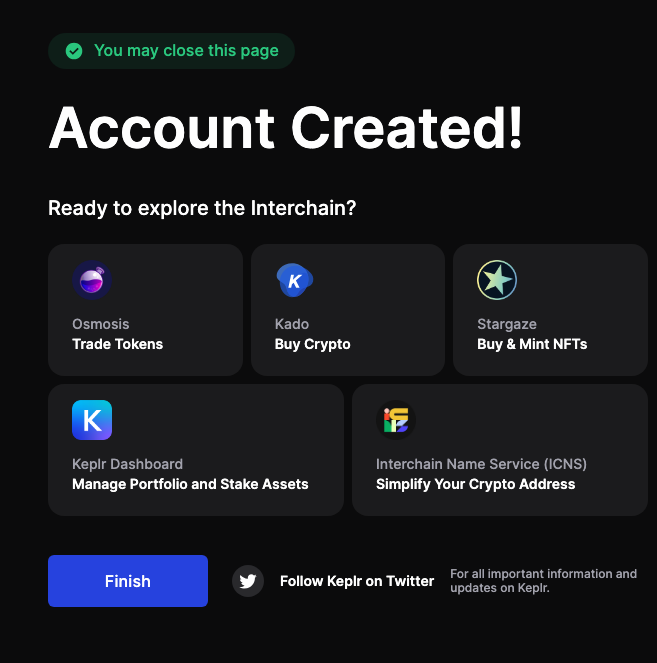 You may close this page
Account Created!
Ready to explore the Interchain?
Osmosis
Trade Tokens
K
Kado
Buy Crypto
Stargaze
Buy & Mint NFTs
K
Keplr Dashboard
Manage Portfolio and Stake Assets
Interchain Name Service (ICNS)
Simplify Your Crypto Address
Finish
Follow Keplr on Twitter
For all important information and
updates on Keplr.